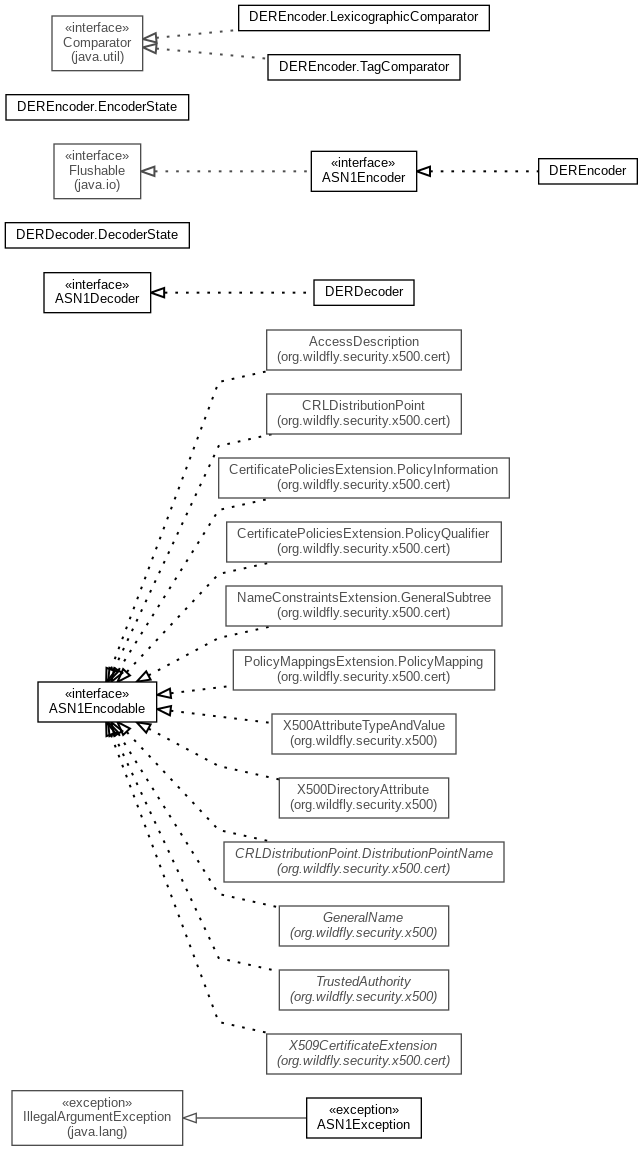 «interface»
Comparator
(java.util)
DEREncoder.LexicographicComparator
DEREncoder.TagComparator
DEREncoder.EncoderState
«interface»
Flushable
(java.io)
«interface»
ASN1Encoder
DEREncoder
DERDecoder.DecoderState
«interface»
ASN1Decoder
DERDecoder
AccessDescription
(org.wildfly.security.x500.cert)
CRLDistributionPoint
(org.wildfly.security.x500.cert)
CertificatePoliciesExtension.PolicyInformation
(org.wildfly.security.x500.cert)
CertificatePoliciesExtension.PolicyQualifier
(org.wildfly.security.x500.cert)
NameConstraintsExtension.GeneralSubtree
(org.wildfly.security.x500.cert)
PolicyMappingsExtension.PolicyMapping
(org.wildfly.security.x500.cert)
«interface»
ASN1Encodable
X500AttributeTypeAndValue
(org.wildfly.security.x500)
X500DirectoryAttribute
(org.wildfly.security.x500)
CRLDistributionPoint.DistributionPointName
(org.wildfly.security.x500.cert)
GeneralName
(org.wildfly.security.x500)
TrustedAuthority
(org.wildfly.security.x500)
X509CertificateExtension
(org.wildfly.security.x500.cert)
«exception»
IllegalArgumentException
(java.lang)
«exception»
ASN1Exception